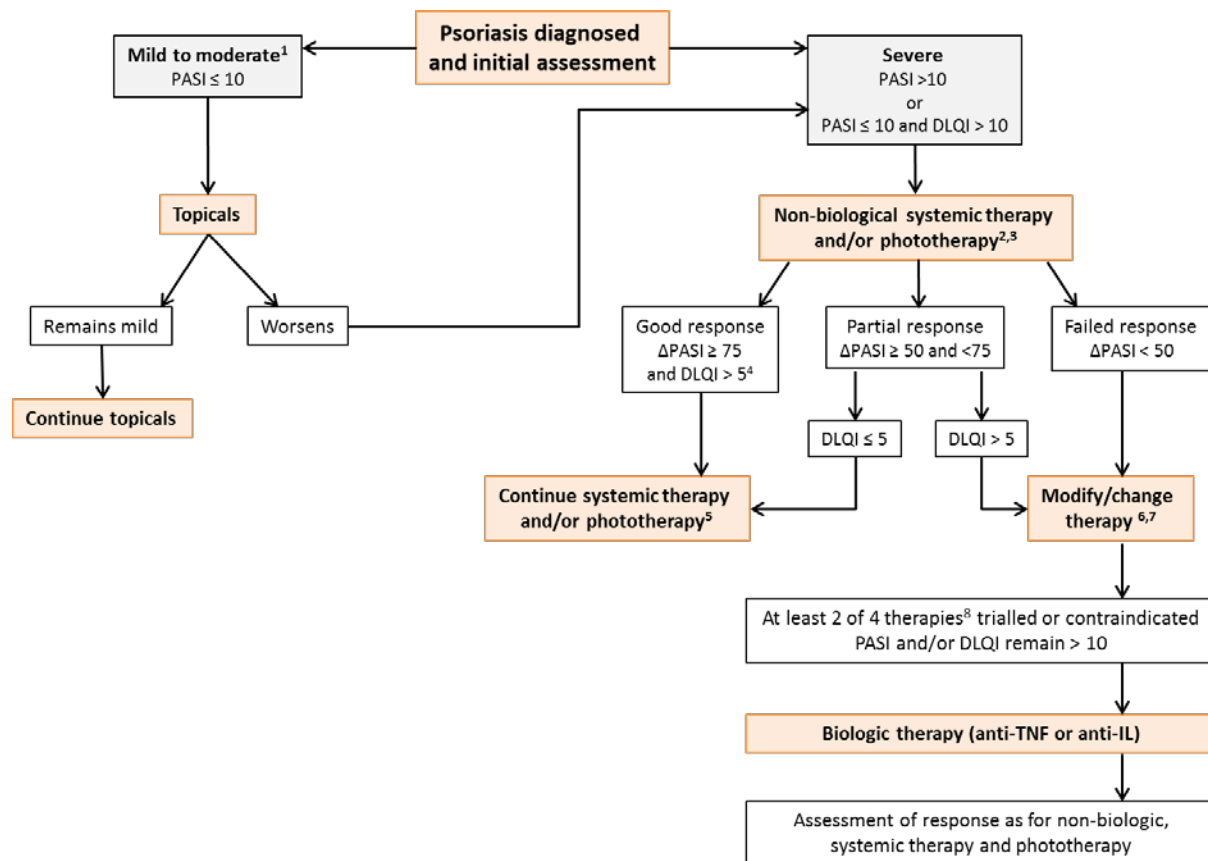 Psoriasis diagnosed
and initial assessment
Mild to moderate¹
PASI ≤ 10
Severe
PASI >10
or
PASI ≤ 10 and DLQI > 10
Topicals
Non-biological systemic therapy
and/or phototherapy²,³
Remains mild
Worsens
Good response
ΔPASI ≥ 75
and DLQI > 5⁴
Partial response
ΔPASI ≥ 50 and <75
Failed response
ΔPASI < 50
Continue topicals
DLQI ≤ 5
DLQI > 5
Continue systemic therapy
and/or phototherapy⁵
Modify/change
therapy ⁶,⁷
At least 2 of 4 therapies⁸ trialled or contraindicated
PASI and/or DLQI remain > 10
Biologic therapy (anti-TNF or anti-IL)
Assessment of response as for non-biologic,
systemic therapy and phototherapy